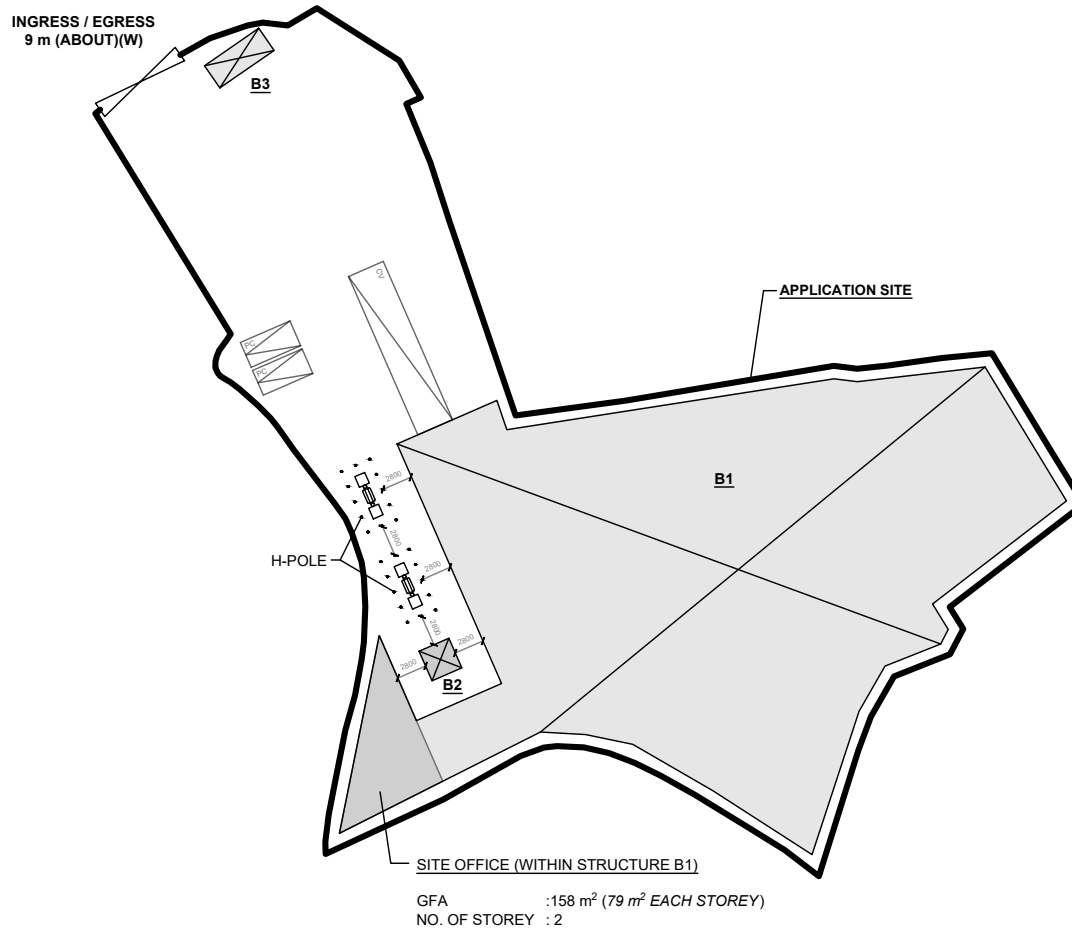 INGRESS / EGRESS
9 m (ABOUT)(W)
B3
APPLICATION SITE
PC
PC
B1
2800
2800
H-POLE
2800
2800
2800
2800
B2
SITE OFFICE (WITHIN STRUCTURE B1)
GFA :158 m² (79 m² EACH STOREY)
NO. OF STOREY : 2